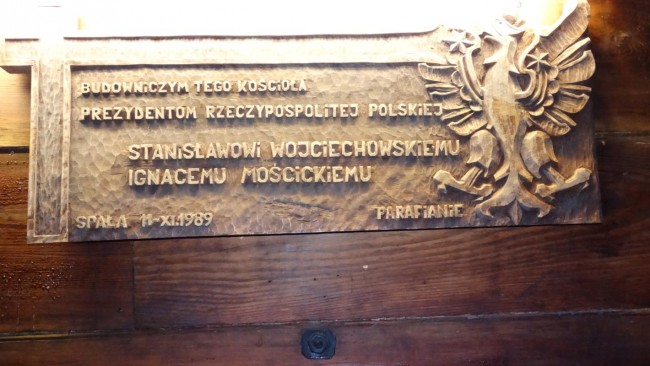 BUDOWNICZYM TEGO KOŚCIOŁA
PREZYDENTOM RZECZYPOSPOLITEJ POLSKIEJ
STANISŁAWOWI WOJCIECHOWSKIEMU
IGNACEMU MOŚCICKIEMU
SPAŁA 11-XI.1989 PARAFIANIE